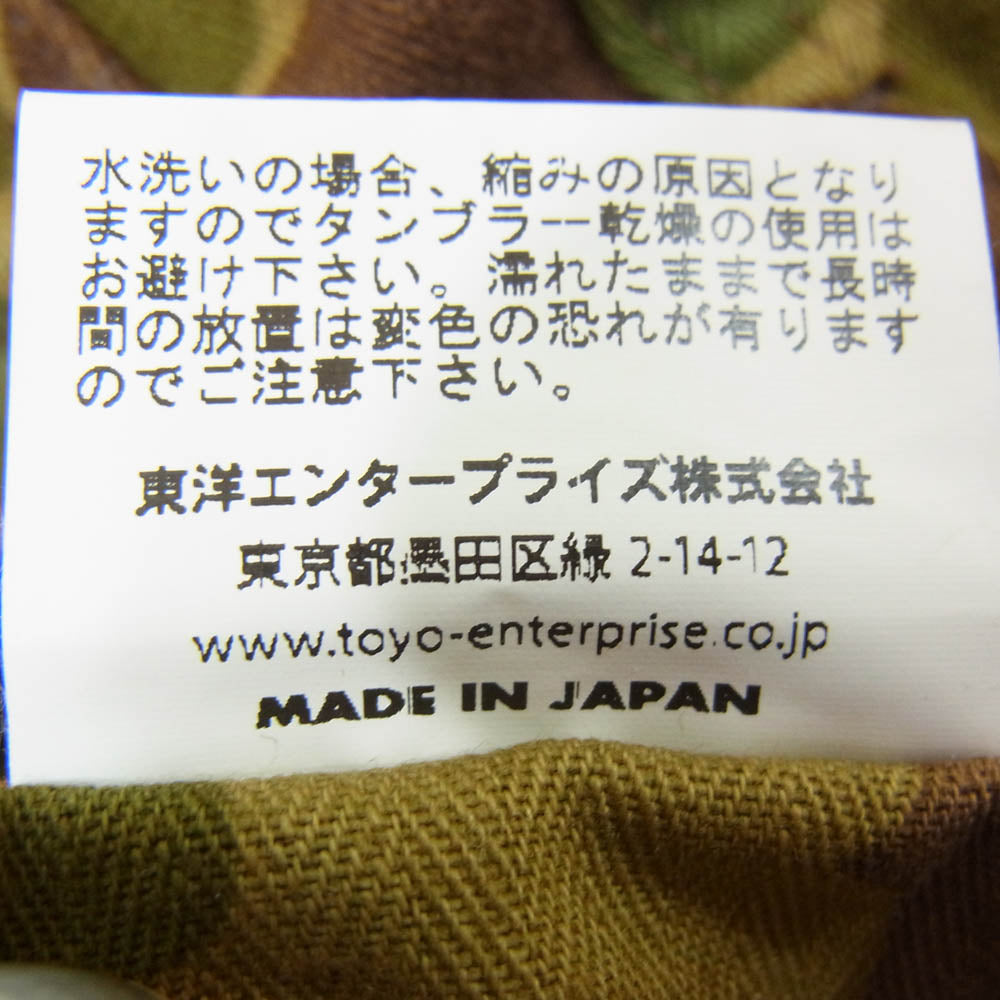 水洗いの場合、縮みの原因となり
ますのでタンブラー乾燥の使用は
お避け下さい。濡れたままで長時
間の放置は変色の恐れが有ります
のでご注意下さい。
東洋エンタープライズ株式会社
東京都墨田区緑 2-14-12
www.toyo-enterprise.co.jp
MADE IN JAPAN